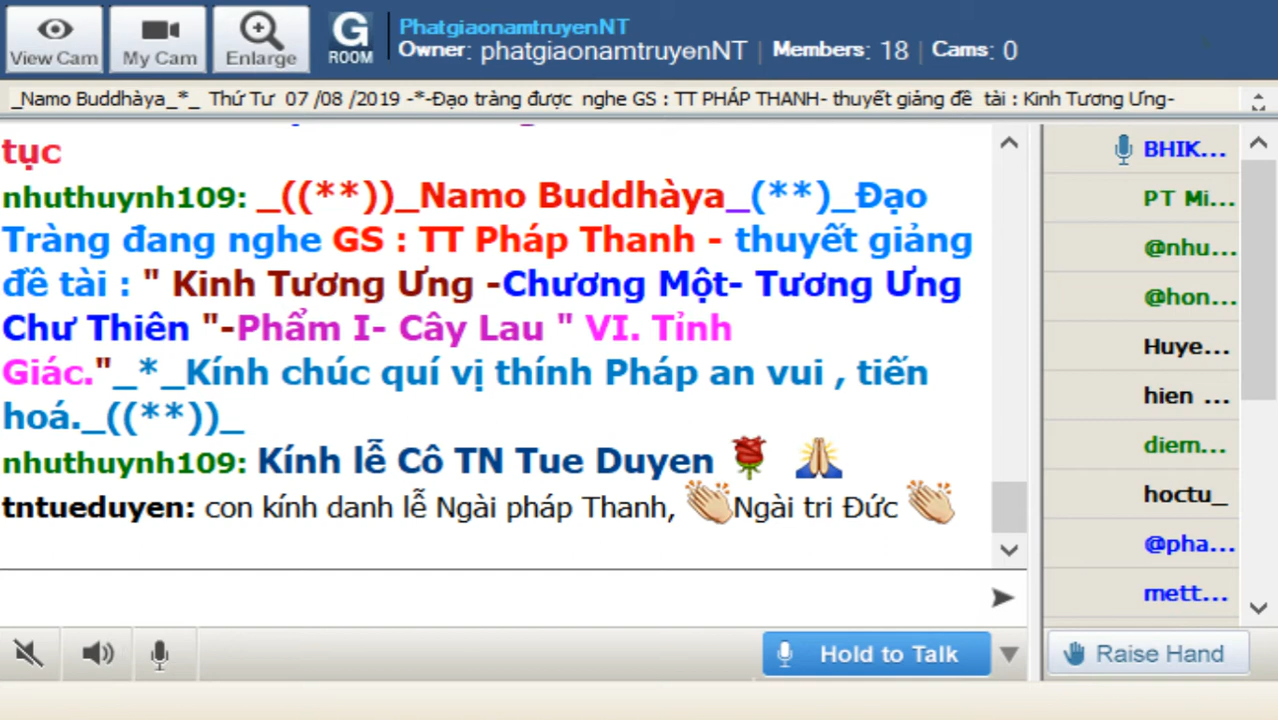 View Cam
My Cam
Enlarge
G
ROOM
PhatgiaonamtruyenNT
Owner: phatgiaonamtruyenNT | Members: 18 | Cams: 0
_Namo Buddhàya_*_ Thứ Tư 07 /08 /2019 -*-Đạo tràng được nghe GS : TT PHÁP THANH- thuyết giảng đề tài : Kinh Tương Ưng-
tục
nhuthuynh109: _((**))_Namo Buddhàya_(**)_Đạo
Tràng đang nghe GS : TT Pháp Thanh - thuyết giảng
đề tài : " Kinh Tương Ưng -Chương Một- Tương Ưng
Chư Thiên "-Phẩm I- Cây Lau " VI. Tỉnh
Giác."_*_Kính chúc quí vị thính Pháp an vui , tiến
hoá._((**))_
nhuthuynh109: Kính lễ Cô TN Tue Duyen 🌹 🙏
tntueduyen: con kính danh lễ Ngài pháp Thanh, 👏Ngài tri Đức 👏
BHIK...
PT Mi...
@nhu...
@hon...
Huye...
hien ...
diem...
hoctu_
@pha...
mett...
Hold to Talk
Raise Hand